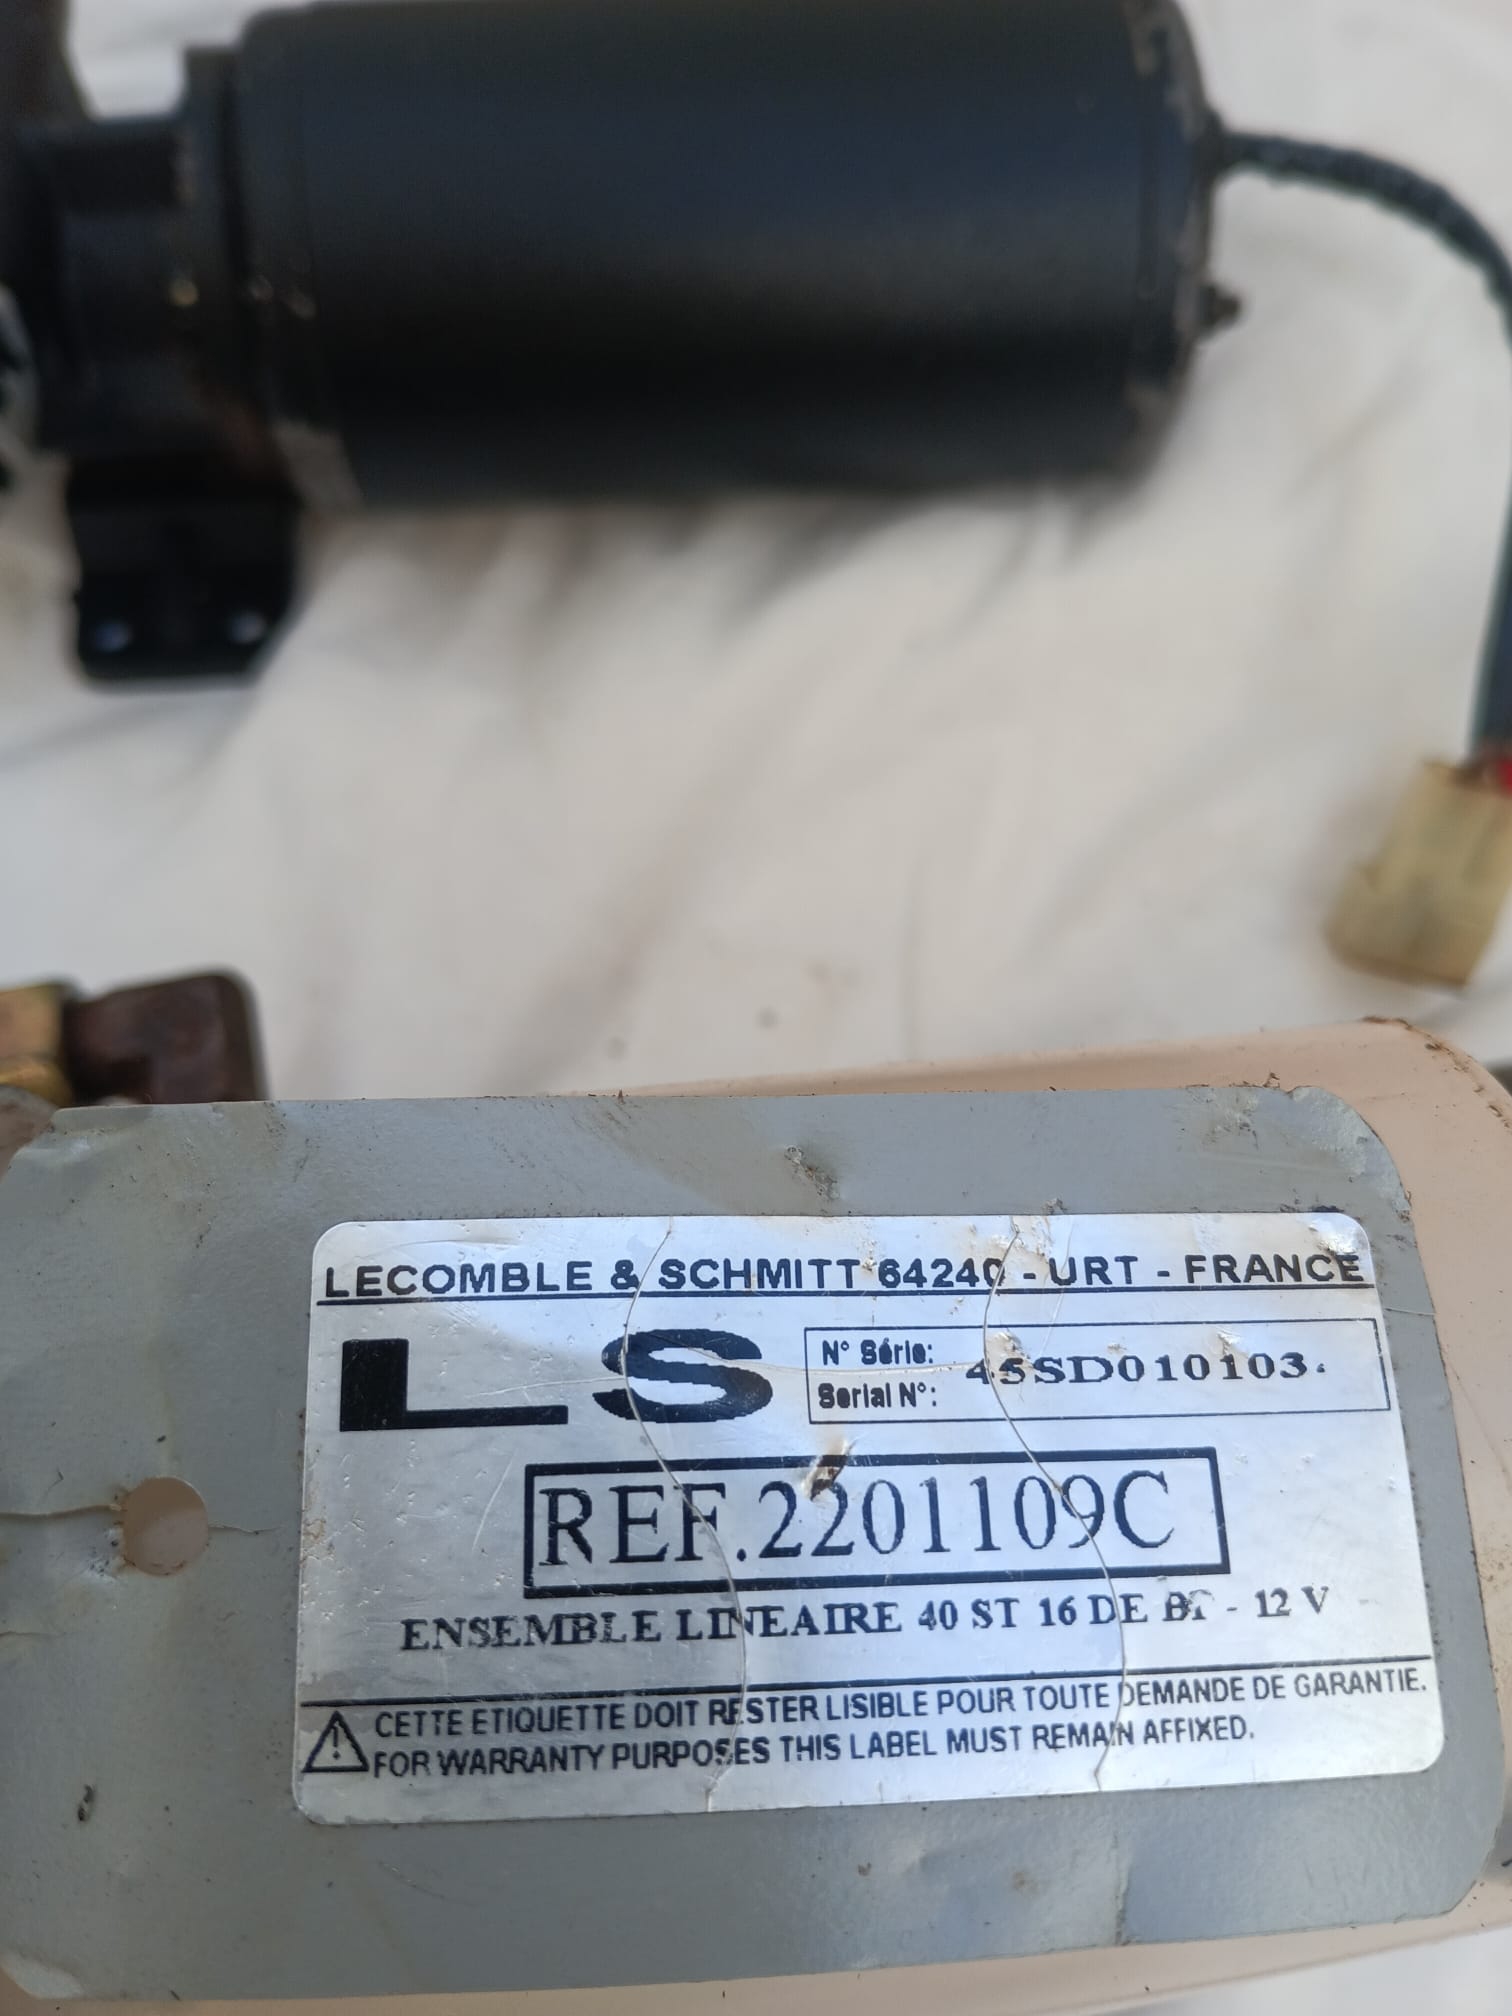 LECOMBLE & SCHMITT 64240 - URT - FRANCE
LS
N° Série:
Serial N°:
45SD010103.
REF.2201109C
ENSEMBLE LINEAIRE 40 ST 16 DE - 12 V
CETTE ETIQUETTE DOIT RESTER LISIBLE POUR TOUTE DEMANDE DE GARANTIE.
FOR WARRANTY PURPOSES THIS LABEL MUST REMAIN AFFIXED.